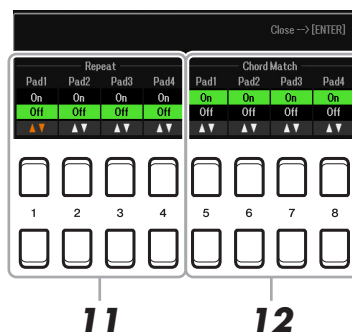 Close --> [ENTER]
Repeat Chord Match
Pad1 Pad2 Pad3 Pad4 Pad1 Pad2 Pad3 Pad4
On On On On On On On On
Off Off Off Off Off Off Off Off
1 2 3 4 5 6 7 8
11 12